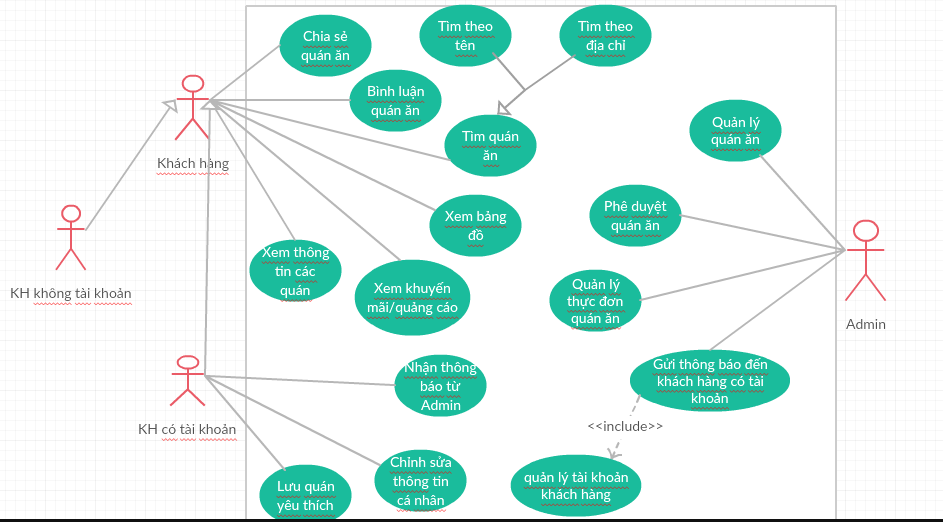 Chia sẻ
quán ăn
Tìm theo
tên
Tìm theo
địa chỉ
Bình luận
quán ăn
Tìm quán
ăn
Quản lý
quán ăn
Khách hàng
Xem bảng
đồ
Phê duyệt
quán ăn
Xem thông
tin các
quán
Xem khuyến
mãi/quảng cáo
Quản lý
thực đơn
quán ăn
KH không tài khoản
Admin
Nhận thông
báo từ
Admin
Gửi thông báo đến
khách hàng có tài
khoản
KH có tài khoản
<<include>>
Lưu quán
yêu thích
Chỉnh sửa
thông tin
cá nhân
quản lý tài khoản
khách hàng